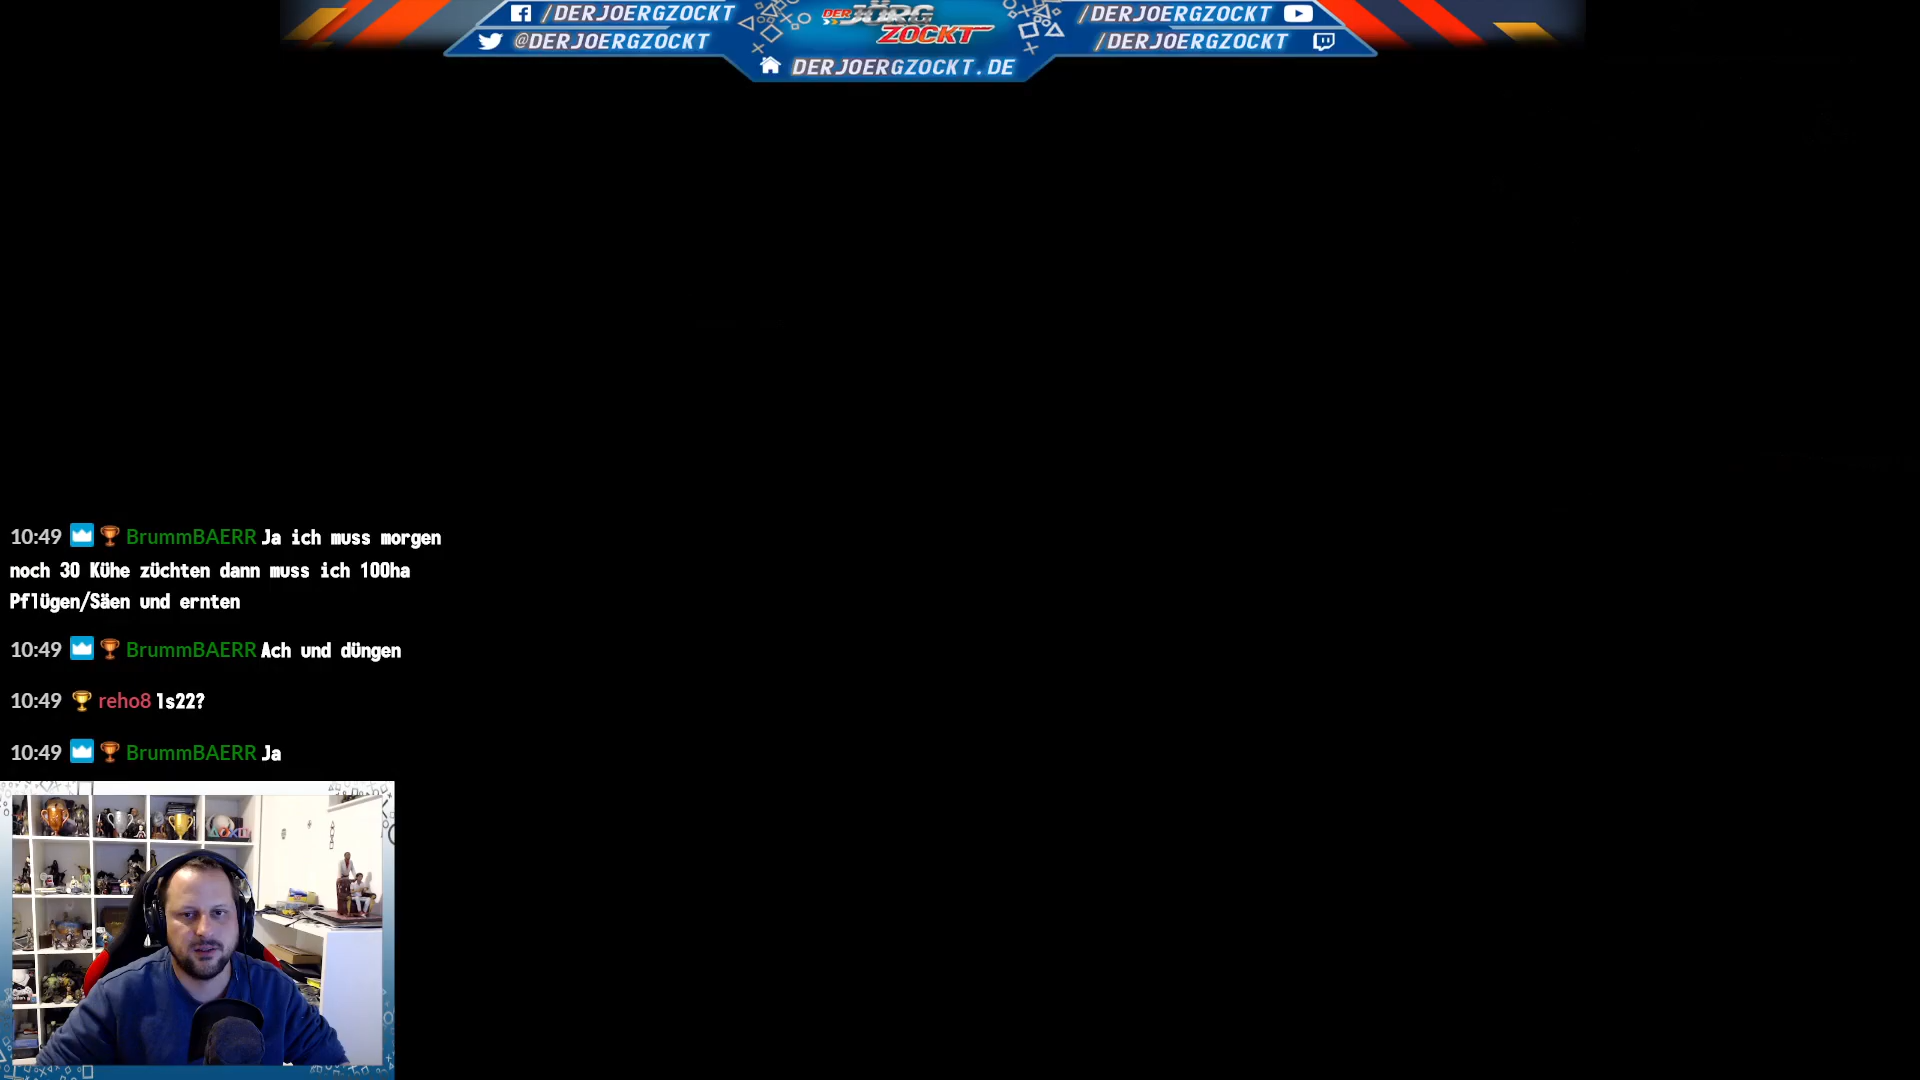 /DERJOERGZOCKT
@DERJOERGZOCKT
DER JÖRG
ZOCKT
/DERJOERGZOCKT
/DERJOERGZOCKT
DERJOERGZOCKT.DE
10:49 BrummBAERR Ja ich muss morgen
noch 30 Kühe züchten dann muss ich 100ha
Pflügen/Säen und ernten
10:49 BrummBAERR Ach und düngen
10:49 reho8 ls22?
10:49 BrummBAERR Ja